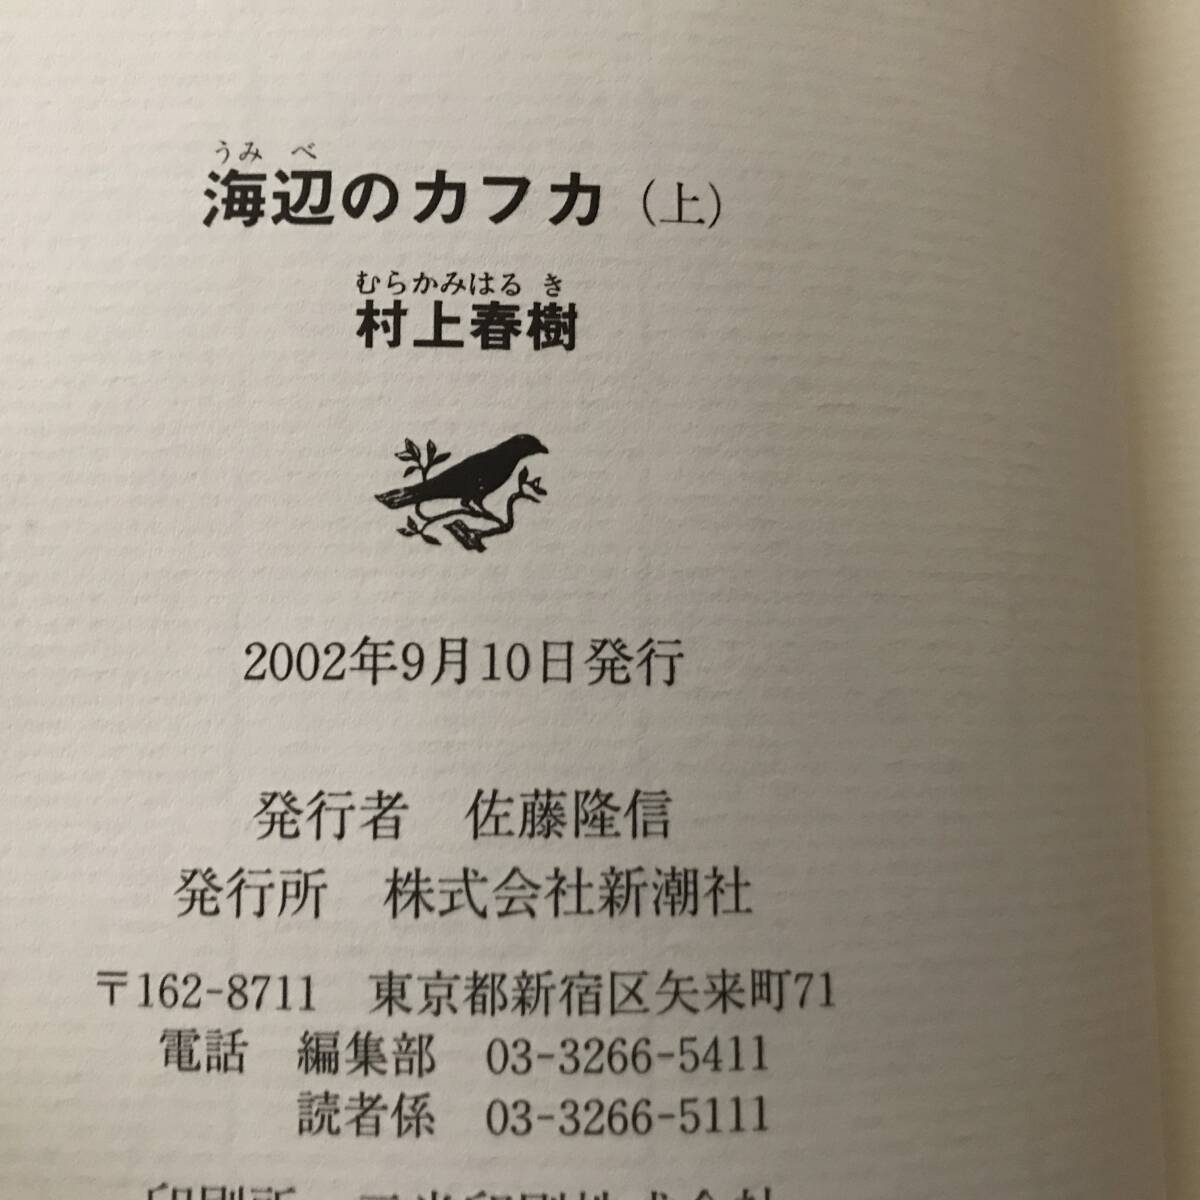 うみべ
海辺のカフカ（上）
むらかみはるき
村上春樹
2002年9月10日発行
発行者　佐藤隆信
発行所　株式会社新潮社
〒162-8711　東京都新宿区矢来町71
電話　編集部　03-3266-5411
読者係　03-3266-5111